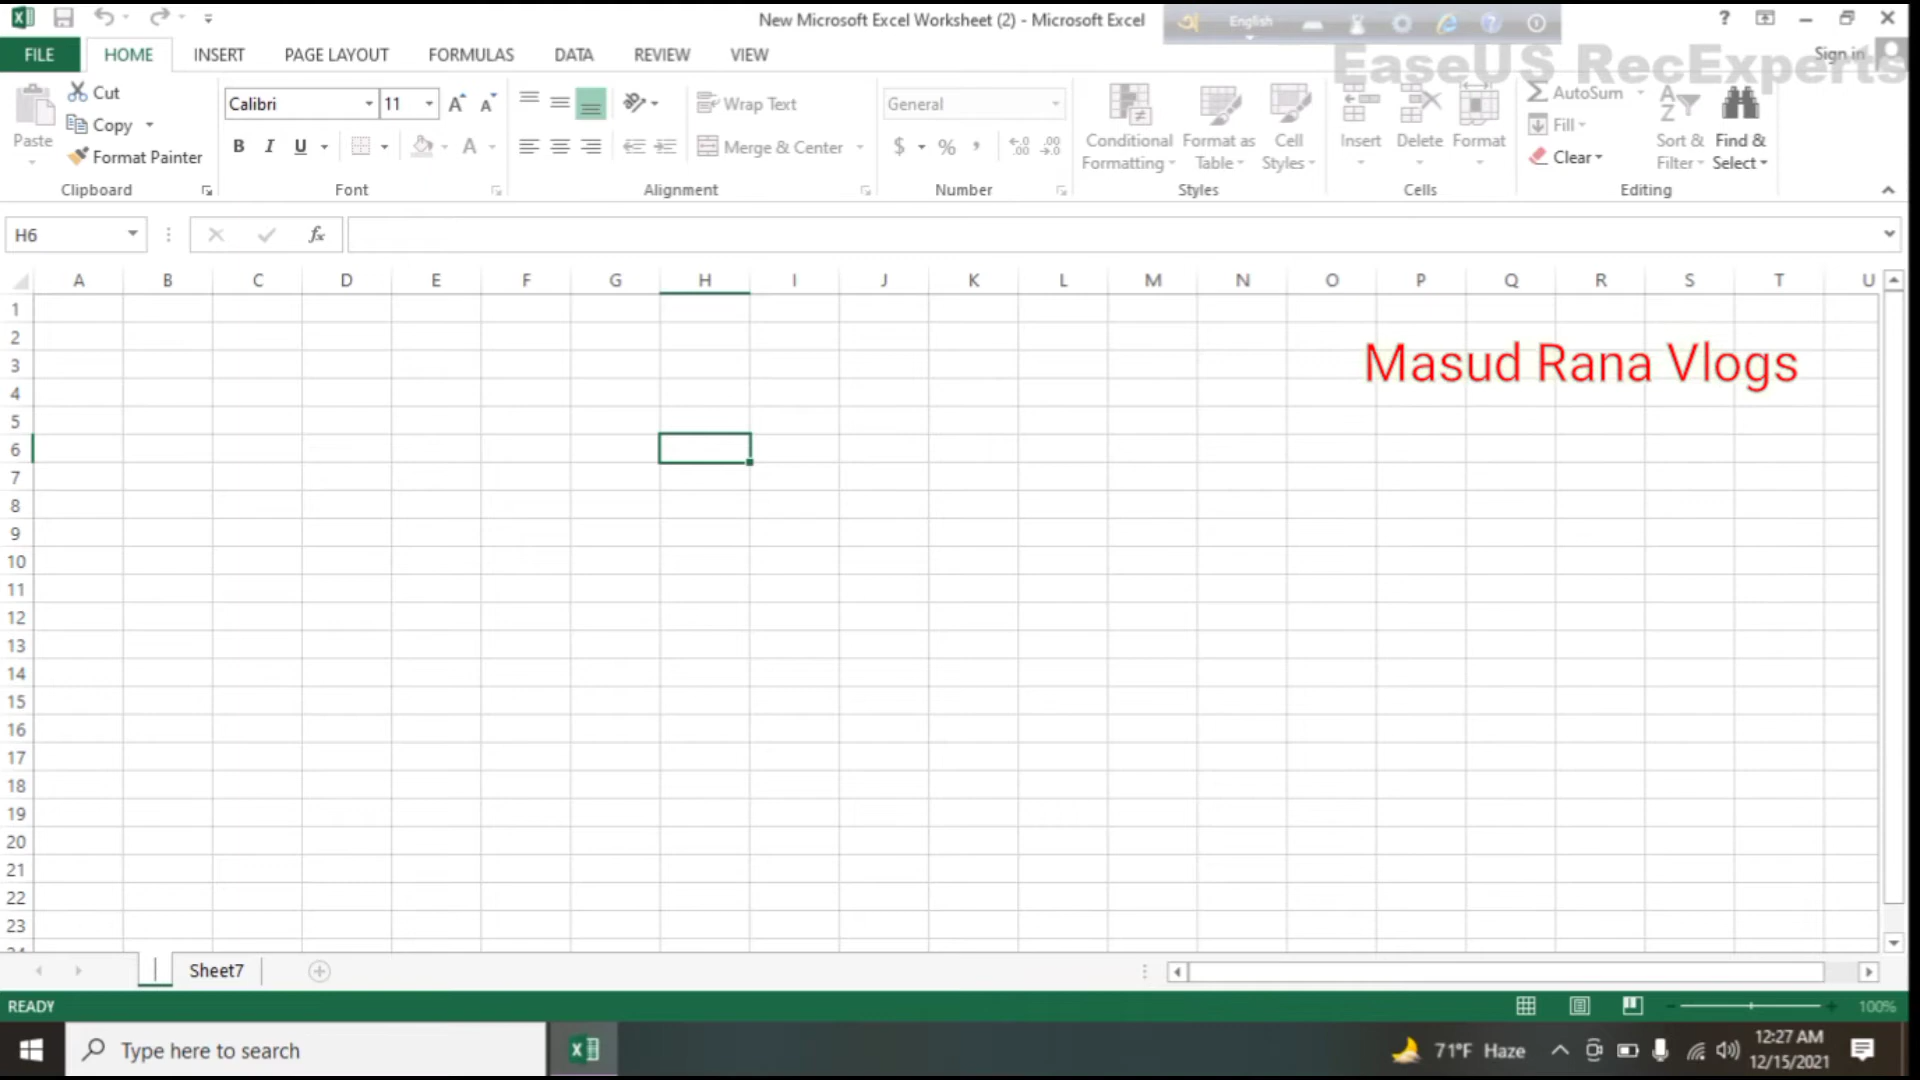 New Microsoft Excel Worksheet (2) - Microsoft Excel
English
EaseUS RecExperts
Sign in
FILE HOME INSERT PAGE LAYOUT FORMULAS DATA REVIEW VIEW
Paste
Cut
Copy
Format Painter
Clipboard
Calibri 11
B I U A
Font
Wrap Text
Merge & Center
Alignment
General
$ % ,
Number
Conditional Formatting
Format as Table
Cell Styles
Styles
Insert
Delete
Format
Cells
AutoSum
Fill
Clear
Sort & Filter
Find & Select
Editing
H6
fx
A B C D E F G H I J K L M N O P Q R S T U
1
2
3
4
5
6
7
8
9
10
11
12
13
14
15
16
17
18
19
20
21
22
23
Masud Rana Vlogs
Sheet7
READY
100%
Type here to search
71°F Haze
12:27 AM
12/15/2021